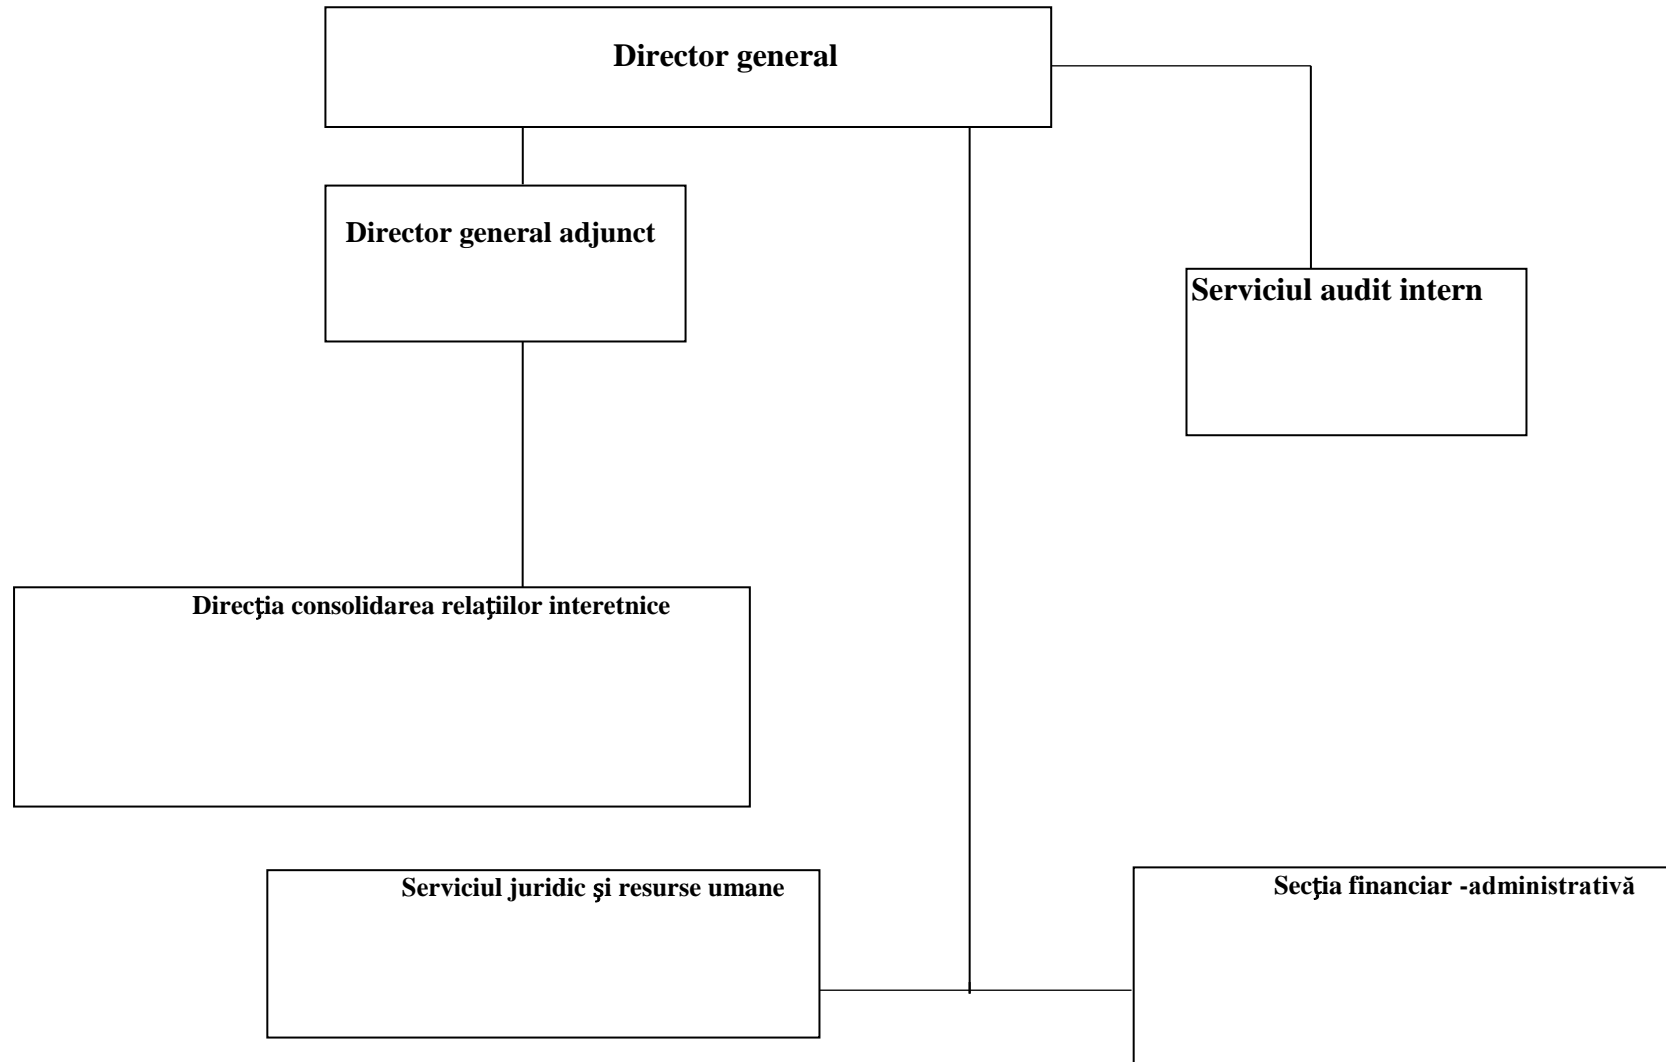 Director general
Director general adjunct
Serviciul audit intern
Direcţia consolidarea relaţiilor interetnice
Serviciul juridic şi resurse umane
Secţia financiar -administrativă